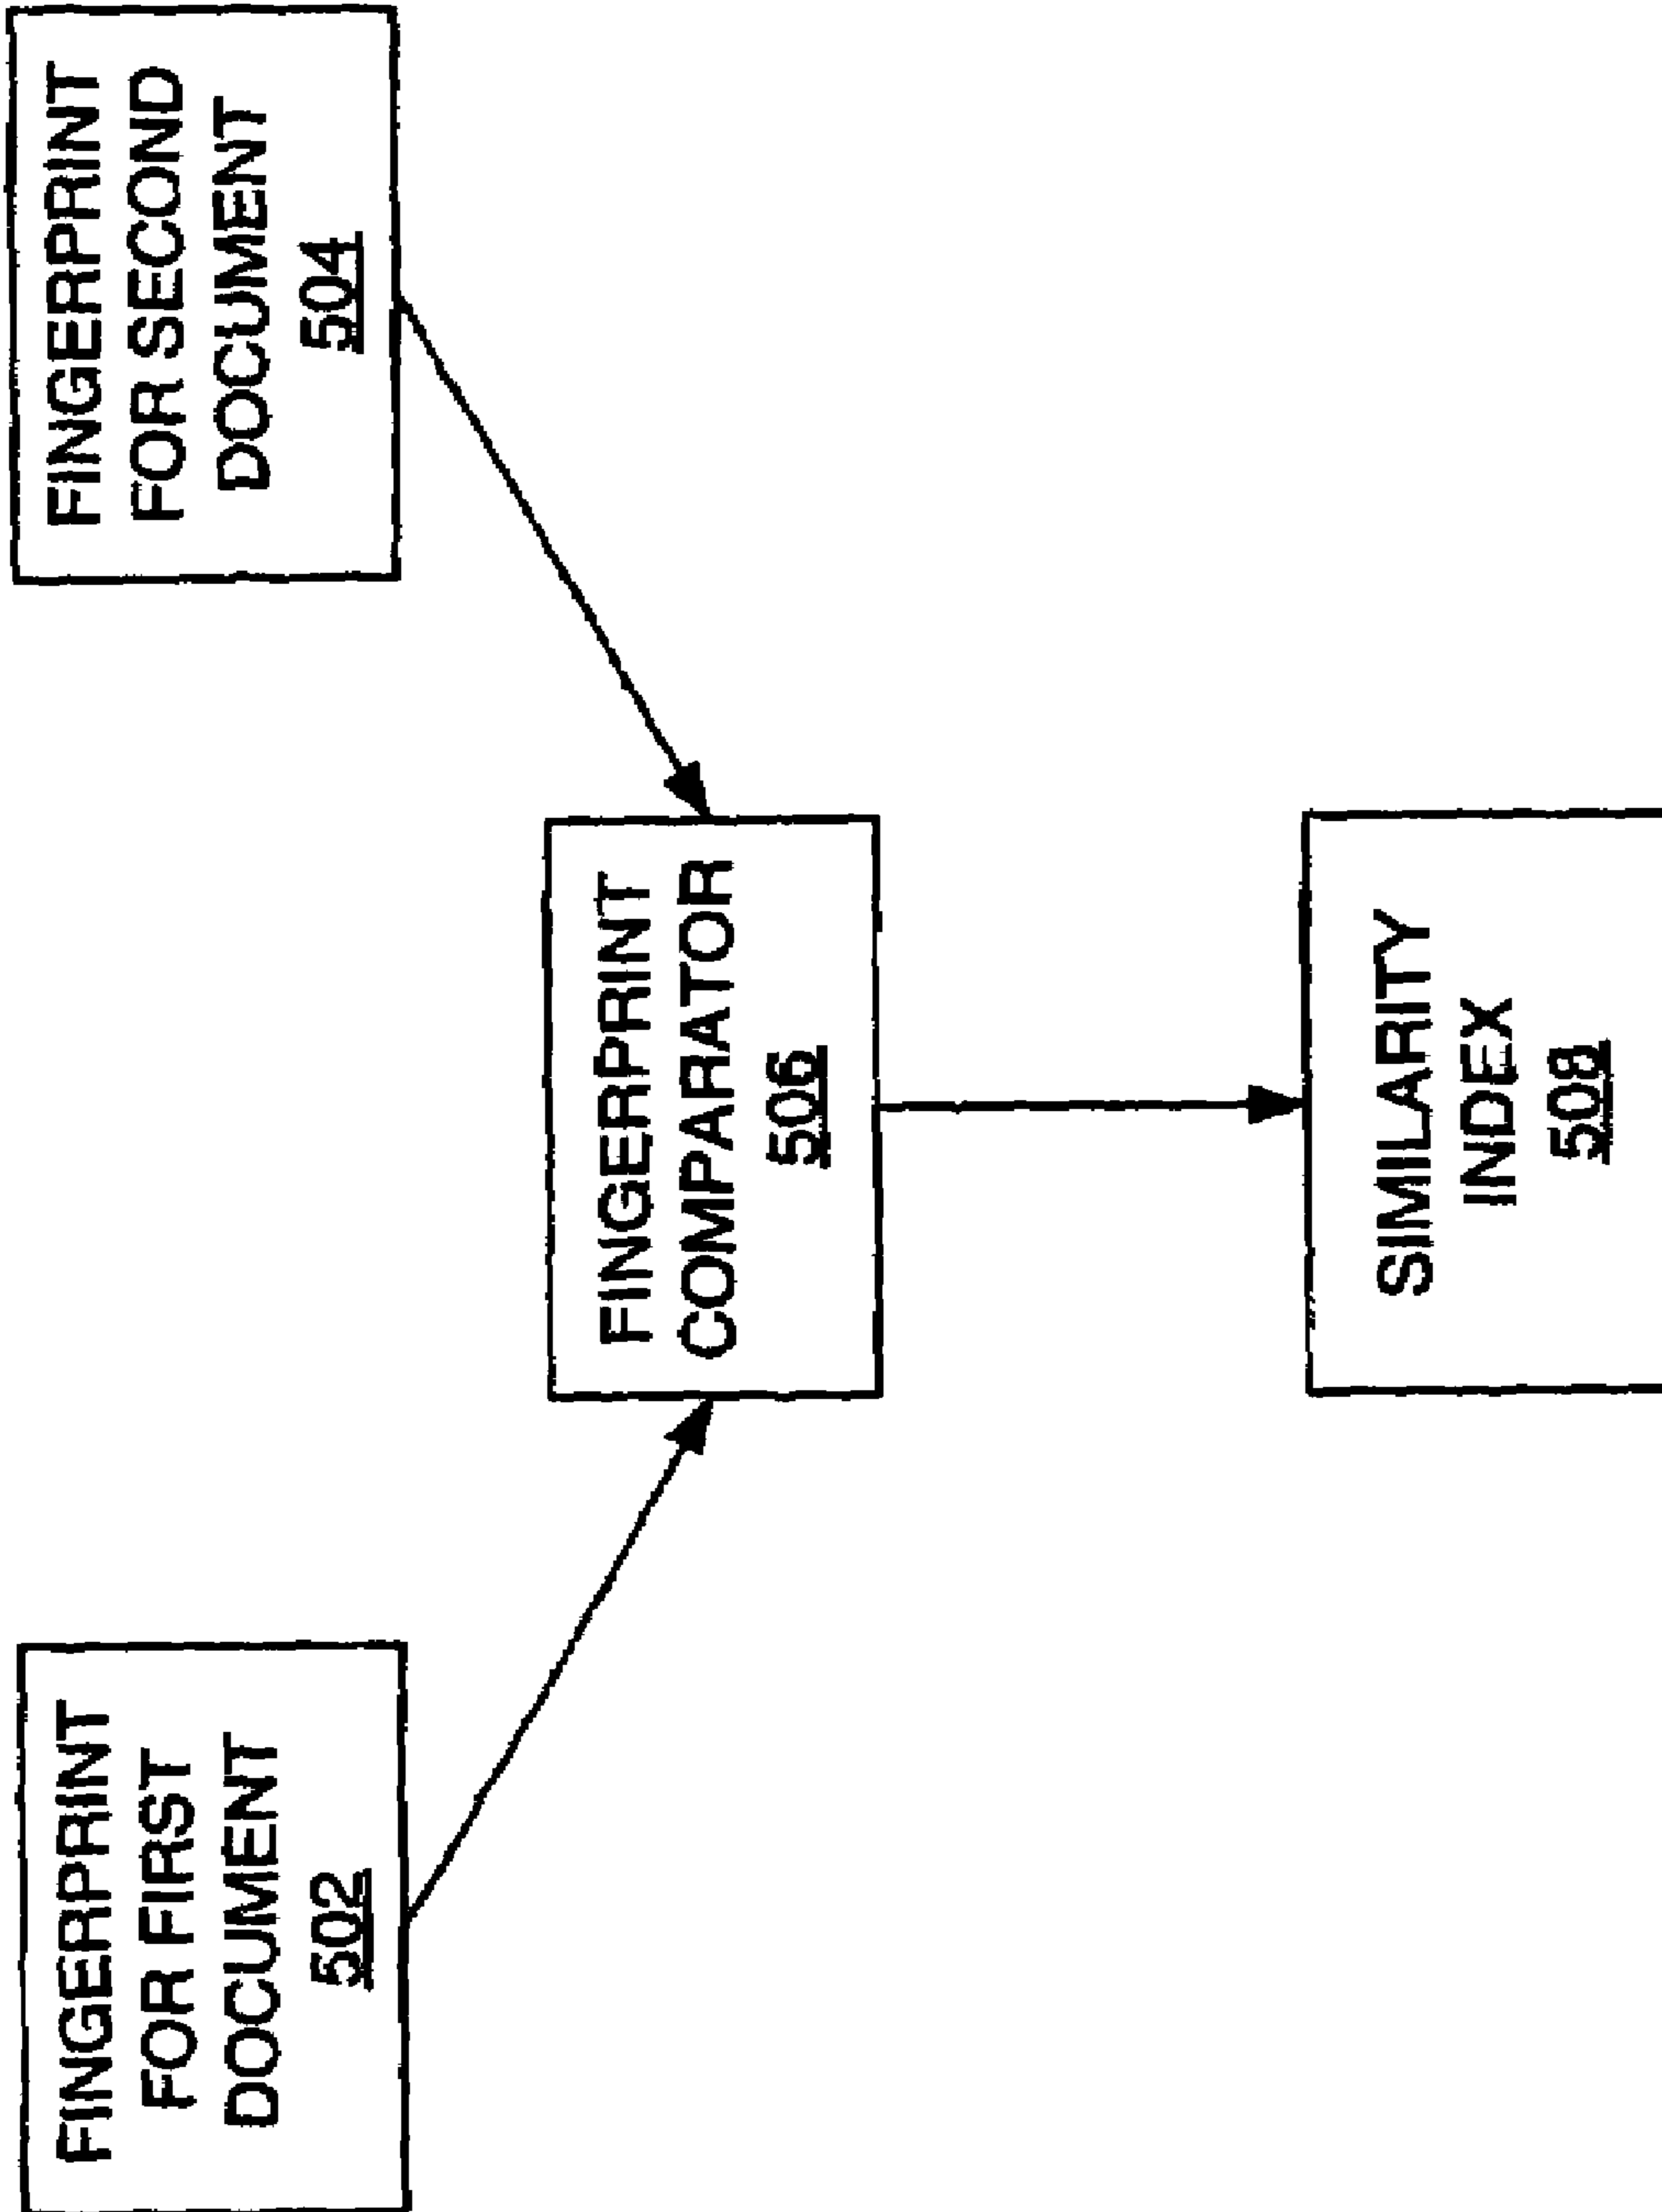 FINGERPRINT
FOR FIRST
DOCUMENT
502
FINGERPRINT
FOR SECOND
DOCUMENT
504
FINGERPRINT
COMPARATOR
506
SIMILARITY
INDEX
508